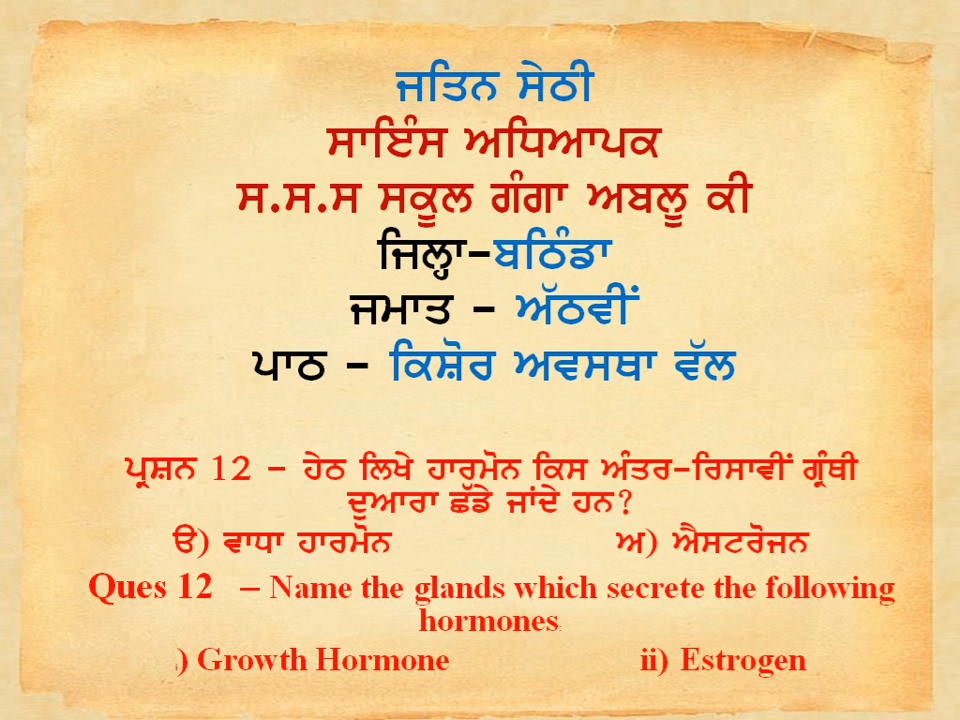 ਜਤਿਨ ਸੇਠੀ
ਸਾਇੰਸ ਅਧਿਆਪਕ
ਸ.ਸ.ਸ ਸਕੂਲ ਗੰਗਾ ਅਬਲੂ ਕੀ
ਜਿਲ੍ਹਾ-ਬਠਿੰਡਾ
ਜਮਾਤ - ਅੱਠਵੀਂ
ਪਾਠ - ਕਿਸ਼ੋਰ ਅਵਸਥਾ ਵੱਲ
ਪ੍ਰਸ਼ਨ 12 - ਹੇਠ ਲਿਖੇ ਹਾਰਮੋਨ ਕਿਸ ਅੰਤਰ-ਰਿਸਾਵੀਂ ਗ੍ਰੰਥੀ
ਦੁਆਰਾ ਛੱਡੇ ਜਾਂਦੇ ਹਨ?
ੳ) ਵਾਧਾ ਹਾਰਮੋਨ ਅ) ਐਸਟਰੋਜਨ
Ques 12 – Name the glands which secrete the following
hormones:
i) Growth Hormone ii) Estrogen